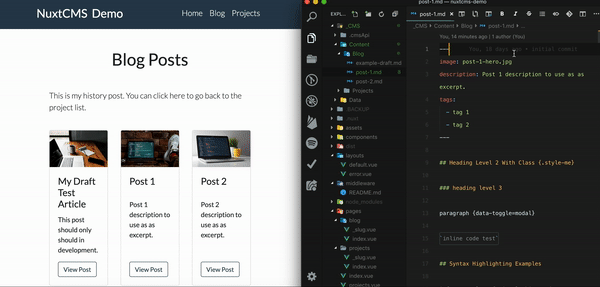 NuxtCMS Demo
Home Blog Projects
Blog Posts
This is my history post. You can click here to go back to the
project list.
My Draft
Test
Article
This post
should only
should in
development.
View Post
Post 1
Post 1
description to
use as as
excerpt.
View Post
Post 2
Post 2
description to
use as as
excerpt.
View Post
post-1.md — nuxtcms-demo
EXPL...
_CMS
.cmsApi
Content
Blog
example-draft.md
post-1.md 6
post-2.md
Projects
Data
BACKUP
assets
components
dist
layouts
default.vue
error.vue
middleware
README.md
node_modules
pages
blog
_slug.vue
index.vue
projects
_slug.vue
index.vue
post-1.md
_CMS › Content › Blog › post-1.md › ...
You, 14 minutes ago | 1 author (You)
1 ---
You, 10 days ago • initial commit
image: post-1-hero.jpg
description: Post 1 description to use as as
excerpt.
tags:
- tag 1
- tag 2
---
## Heading Level 2 With Class {.style-me}
### heading level 3
paragraph {data-toggle=modal}
`inline code test`
## Syntax Highlighting Examples